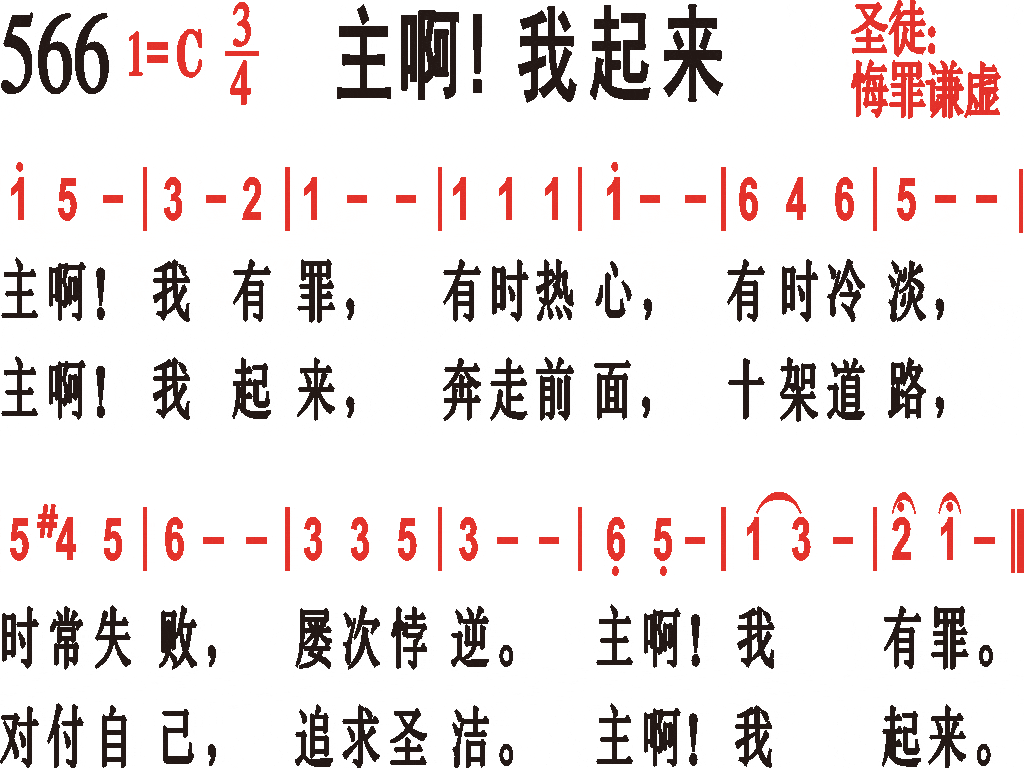 566 1=C 3/4 主啊！我起来 圣徒：
悔罪谦虚
1̇ 5 - | 3 - 2 | 1 - - | 1 1 1 | 1̇ - - | 6 4 6 | 5 - - |
主啊！我有罪，有时热心，有时冷淡，
主啊！我起来，奔走前面，十架道路，
5 #4 5 | 6 - - | 3 3 5 | 3 - - | 6̣ 5̣ - | 1 3 - | 2 1 - ‖
时常失败，屡次悖逆。主啊！我有罪。
对付自己，追求圣洁。主啊！我起来。